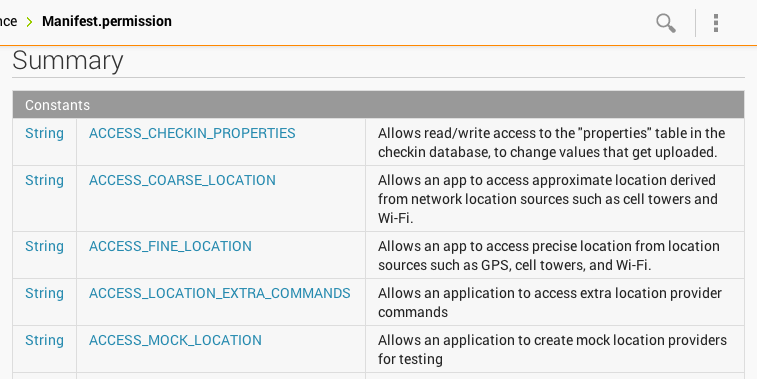 nce > Manifest.permission
Summary
Constants
String ACCESS_CHECKIN_PROPERTIES Allows read/write access to the "properties" table in the
checkin database, to change values that get uploaded.
String ACCESS_COARSE_LOCATION Allows an app to access approximate location derived
from network location sources such as cell towers and
Wi-Fi.
String ACCESS_FINE_LOCATION Allows an app to access precise location from location
sources such as GPS, cell towers, and Wi-Fi.
String ACCESS_LOCATION_EXTRA_COMMANDS Allows an application to access extra location provider
commands
String ACCESS_MOCK_LOCATION Allows an application to create mock location providers
for testing